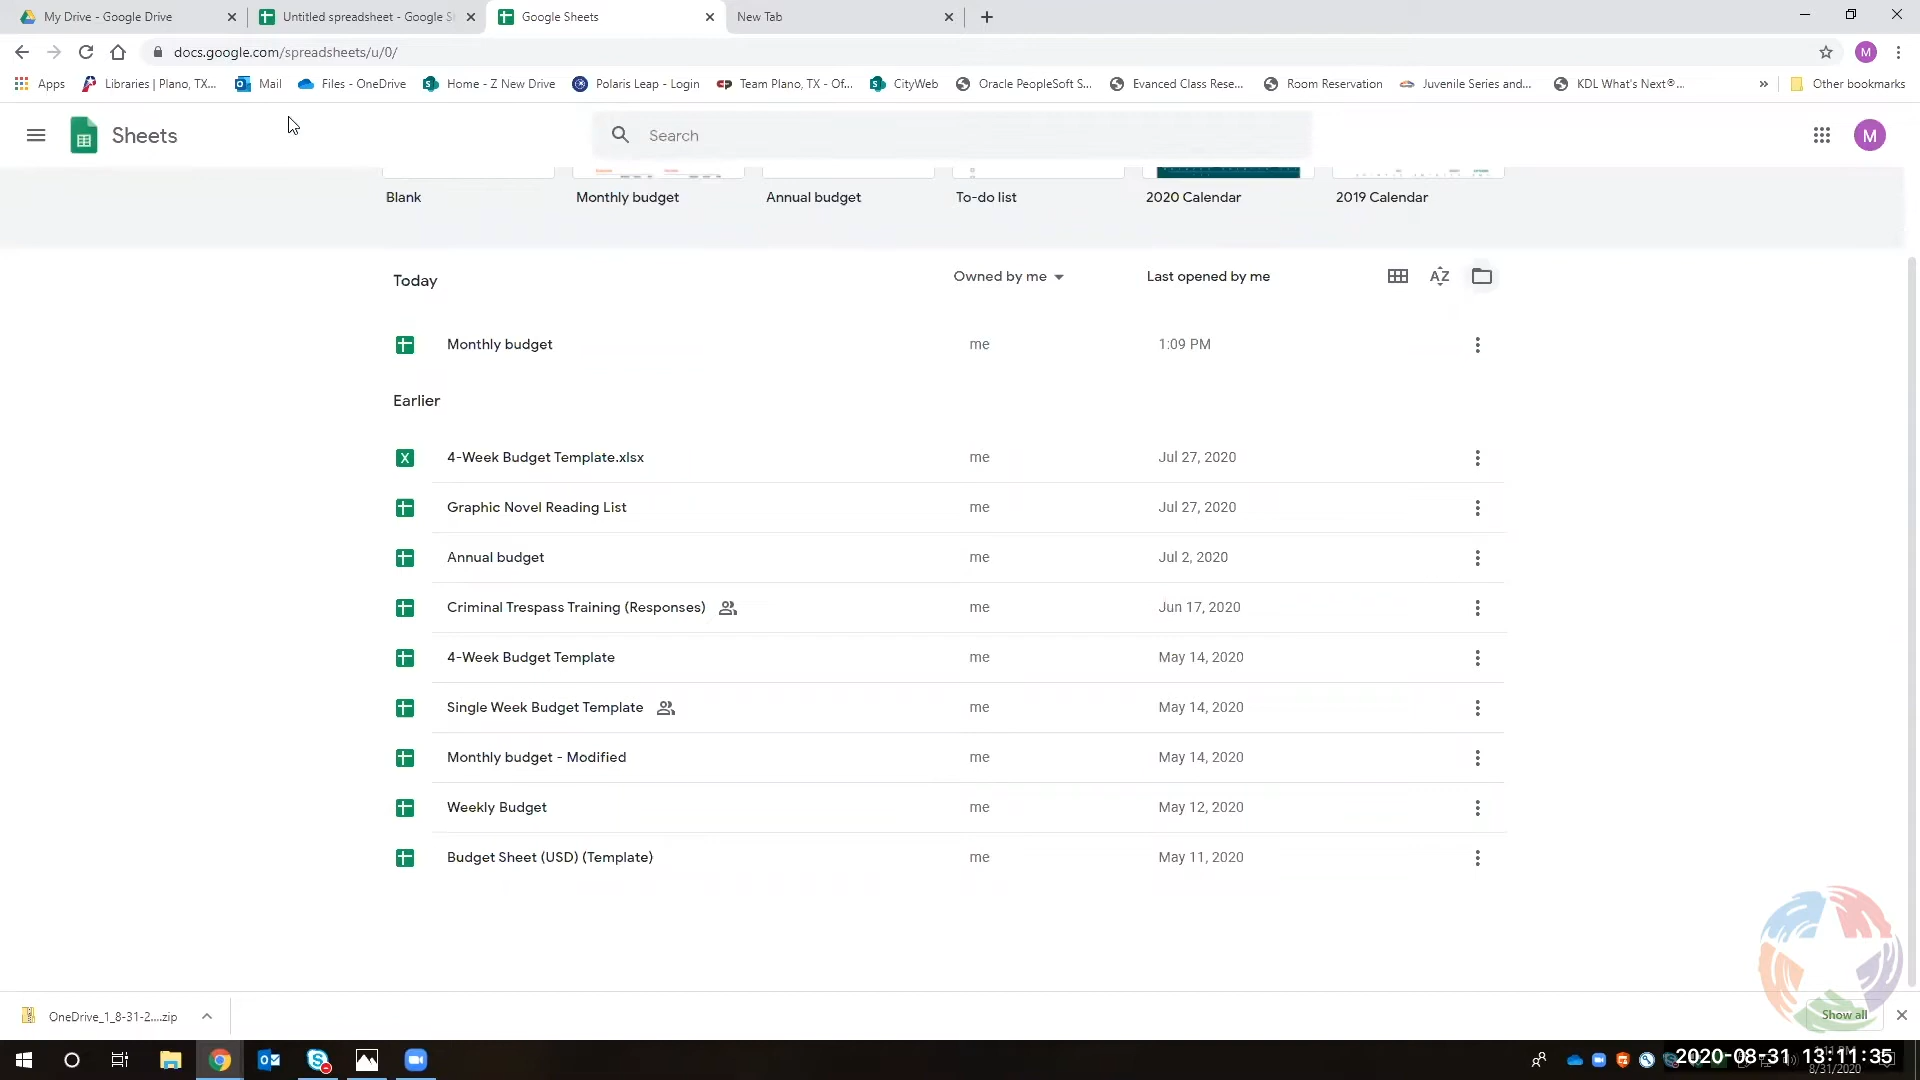 My Drive - Google Drive
Untitled spreadsheet - Google S
Google Sheets
New Tab
docs.google.com/spreadsheets/u/0/
M
Apps
Libraries | Plano, TX...
Mail
Files - OneDrive
Home - Z New Drive
Polaris Leap - Login
Team Plano, TX - Of...
CityWeb
Oracle PeopleSoft S...
Evanced Class Rese...
Room Reservation
Juvenile Series and...
KDL What's Next®...
»
Other bookmarks
Sheets
Search
M
Blank
Monthly budget
Annual budget
To-do list
2020 Calendar
2019 Calendar
Today
Owned by me
Last opened by me
AZ
Monthly budget
me
1:09 PM
Earlier
4-Week Budget Template.xlsx
me
Jul 27, 2020
Graphic Novel Reading List
me
Jul 27, 2020
Annual budget
me
Jul 2, 2020
Criminal Trespass Training (Responses)
me
Jun 17, 2020
4-Week Budget Template
me
May 14, 2020
Single Week Budget Template
me
May 14, 2020
Monthly budget - Modified
me
May 14, 2020
Weekly Budget
me
May 12, 2020
Budget Sheet (USD) (Template)
me
May 11, 2020
OneDrive_1_8-31-2....zip
Show all
2020-08-31 13:11:35
8/31/2020